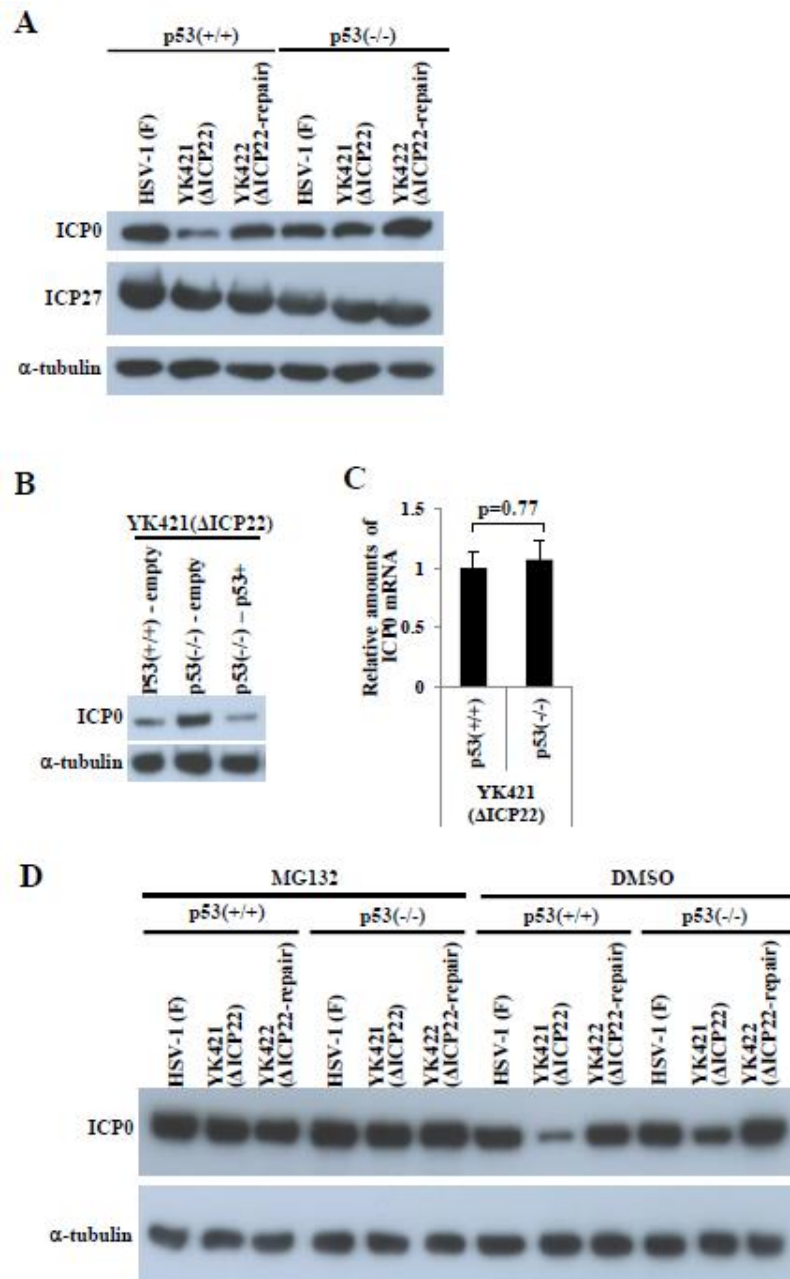 A
p53(+/+) p53(-/-)
HSV-1 (F)
YK421
(ΔICP22)
YK422
(ΔICP22-repair)
HSV-1 (F)
YK421
(ΔICP22)
YK422
(ΔICP22-repair)
ICP0
ICP27
α-tubulin
B
YK421(ΔICP22)
P53(+/+) - empty
p53(-/-) - empty
p53(-/-) – p53+
ICP0
α-tubulin
C
Relative amounts of
ICP0 mRNA
1.5
1
0.5
0
p=0.77
p53(+/+)
p53(-/-)
YK421
(ΔICP22)
D
MG132 DMSO
p53(+/+) p53(-/-) p53(+/+) p53(-/-)
HSV-1 (F)
YK421
(ΔICP22)
YK422
(ΔICP22-repair)
HSV-1 (F)
YK421
(ΔICP22)
YK422
(ΔICP22-repair)
HSV-1 (F)
YK421
(ΔICP22)
YK422
(ΔICP22-repair)
HSV-1 (F)
YK421
(ΔICP22)
YK422
(ΔICP22-repair)
ICP0
α-tubulin